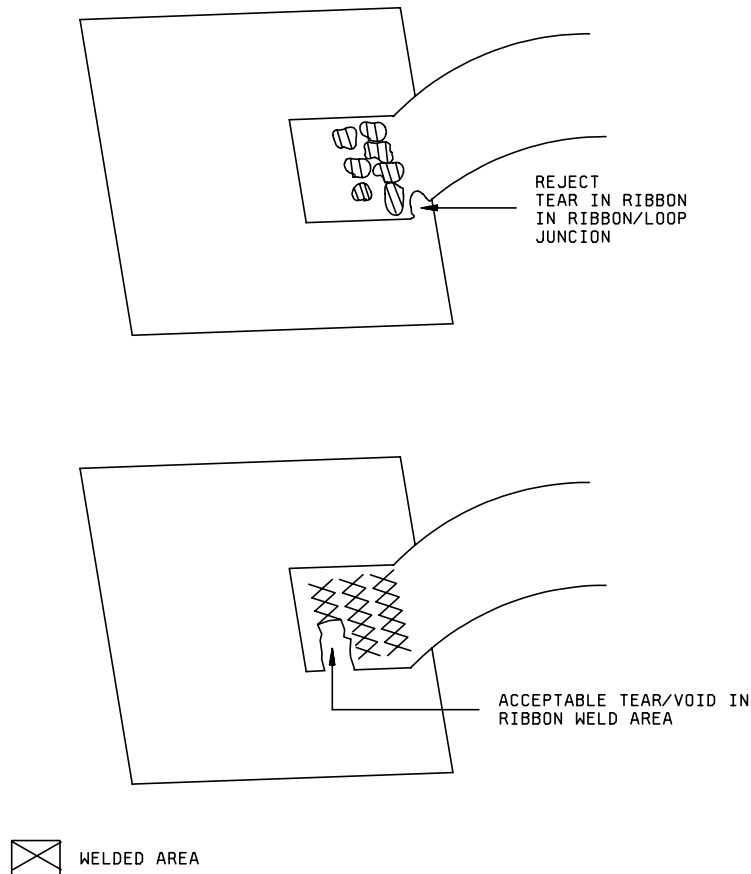 REJECT
TEAR IN RIBBON
IN RIBBON/LOOP
JUNCION
ACCEPTABLE TEAR/VOID IN
RIBBON WELD AREA
WELDED AREA